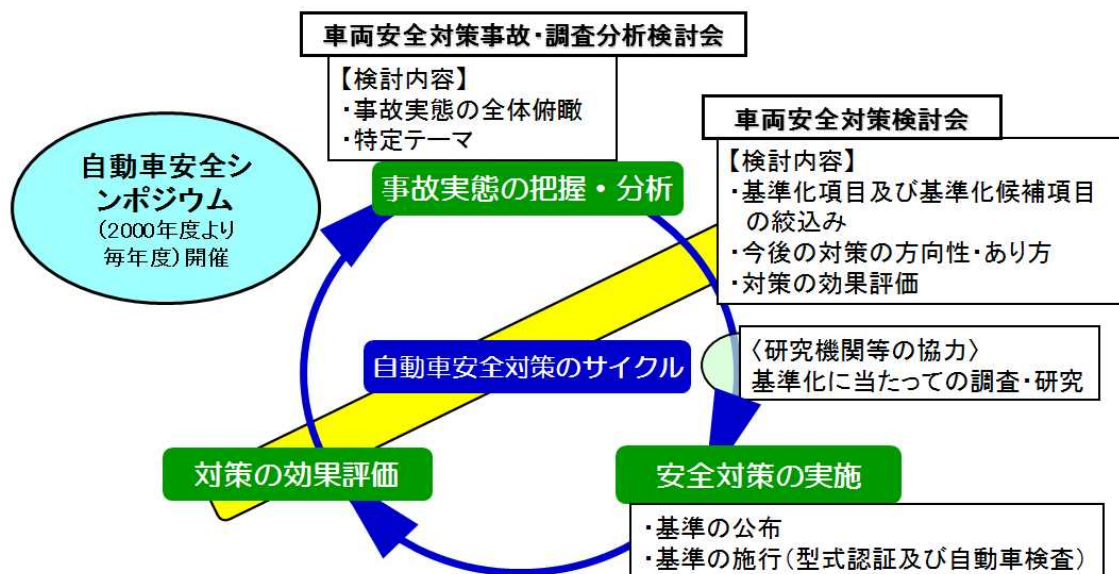 車両安全対策事故・調査分析検討会
【検討内容】
・事故実態の全体俯瞰
・特定テーマ
車両安全対策検討会
【検討内容】
・基準化項目及び基準化候補項目
の絞込み
・今後の対策の方向性・あり方
・対策の効果評価
自動車安全シ
ンポジウム
(2000年度より
毎年度)開催
事故実態の把握・分析
自動車安全対策のサイクル
〈研究機関等の協力〉
基準化に当たっての調査・研究
対策の効果評価
安全対策の実施
・基準の公布
・基準の施行(型式認証及び自動車検査)